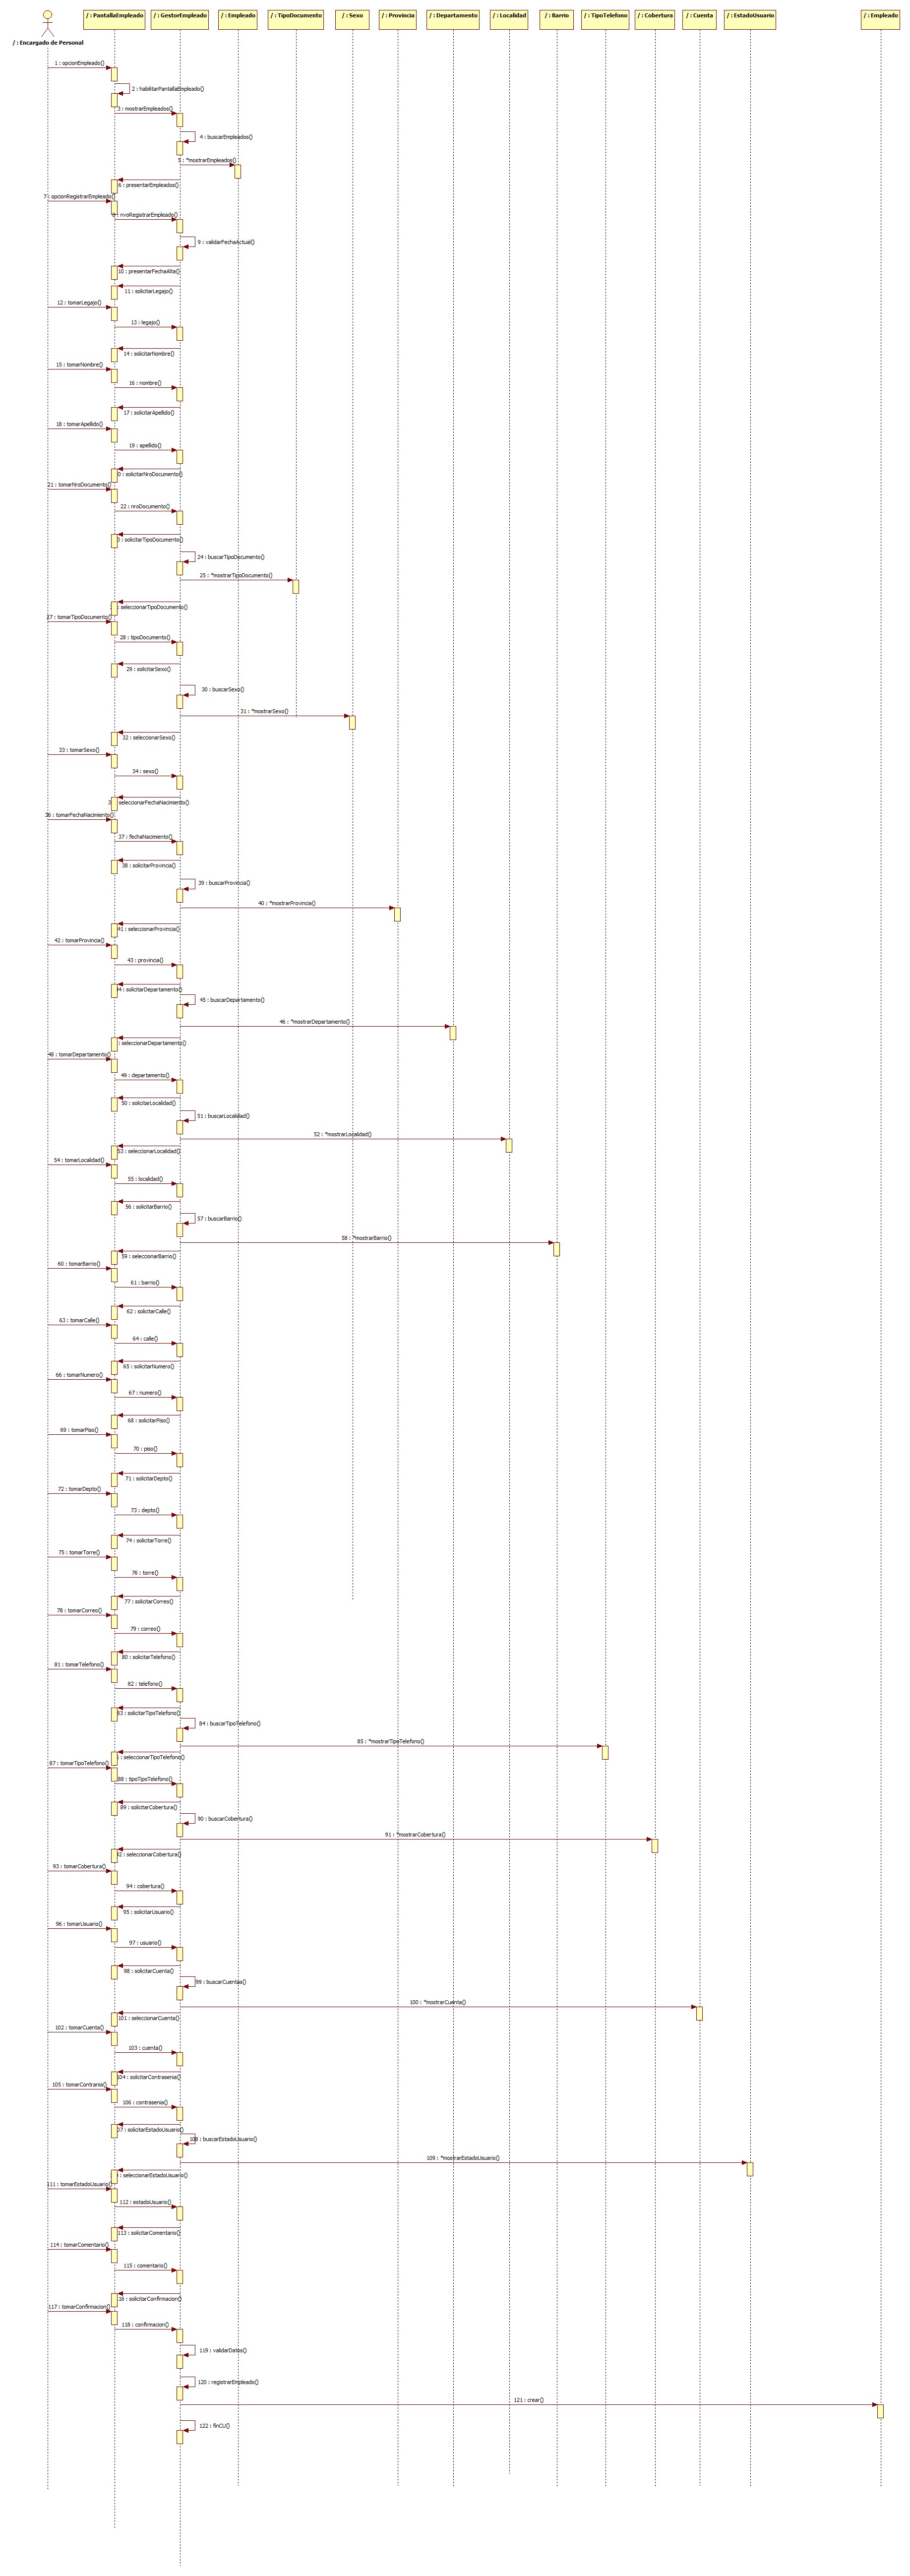 / : Encargado de Personal
/ : PantallaEmpleado
/ : GestorEmpleado
/ : Empleado
/ : TipoDocumento
/ : Sexo
/ : Provincia
/ : Departamento
/ : Localidad
/ : Barrio
/ : TipoTelefono
/ : Cobertura
/ : Cuenta
/ : EstadoUsuario
/ : Empleado
1 : opcionEmpleado()
2 : habilitarPantallaEmpleado()
3 : mostrarEmpleados()
4 : buscarEmpleados()
5 : *mostrarEmpleados()
6 : presentarEmpleados()
7 : opcionRegistrarEmpleado()
: nvoRegistrarEmpleado()
9 : validarFechaActual()
10 : presentarFechaAlta()
11 : solicitarLegajo()
12 : tomarLegajo()
13 : legajo()
14 : solicitarNombre()
15 : tomarNombre()
16 : nombre()
17 : solicitarApellido()
18 : tomarApellido()
19 : apellido()
0 : solicitarNroDocumento()
21 : tomarNroDocumento()
22 : nroDocumento()
: solicitarTipoDocumento()
24 : buscarTipoDocumento()
25 : *mostrarTipoDocumento()
: seleccionarTipoDocumento()
27 : tomarTipoDocumento()
28 : tipoDocumento()
29 : solicitarSexo()
30 : buscarSexo()
31 : *mostrarSexo()
32 : seleccionarSexo()
33 : tomarSexo()
34 : sexo()
: seleccionarFechaNacimiento()
36 : tomarFechaNacimiento()
37 : fechaNacimiento()
38 : solicitarProvincia()
39 : buscarProvincia()
40 : *mostrarProvincia()
41 : seleccionarProvincia()
42 : tomarProvincia()
43 : provincia()
44 : solicitarDepartamento()
45 : buscarDepartamento()
46 : *mostrarDepartamento()
: seleccionarDepartamento()
48 : tomarDepartamento()
49 : departamento()
50 : solicitarLocalidad()
51 : buscarLocalidad()
52 : *mostrarLocalidad()
53 : seleccionarLocalidad()
54 : tomarLocalidad()
55 : localidad()
56 : solicitarBarrio()
57 : buscarBarrio()
58 : *mostrarBarrio()
59 : seleccionarBarrio()
60 : tomarBarrio()
61 : barrio()
62 : solicitarCalle()
63 : tomarCalle()
64 : calle()
65 : solicitarNumero()
66 : tomarNumero()
67 : numero()
68 : solicitarPiso()
69 : tomarPiso()
70 : piso()
71 : solicitarDepto()
72 : tomarDepto()
73 : depto()
74 : solicitarTorre()
75 : tomarTorre()
76 : torre()
77 : solicitarCorreo()
78 : tomarCorreo()
79 : correo()
80 : solicitarTelefono()
81 : tomarTelefono()
82 : telefono()
83 : solicitarTipoTelefono()
84 : buscarTipoTelefono()
85 : *mostrarTipoTelefono()
: seleccionarTipoTelefono()
87 : tomarTipoTelefono()
88 : tipoTipoTelefono()
89 : solicitarCobertura()
90 : buscarCobertura()
91 : *mostrarCobertura()
92 : seleccionarCobertura()
93 : tomarCobertura()
94 : cobertura()
95 : solicitarUsuario()
96 : tomarUsuario()
97 : usuario()
98 : solicitarCuenta()
99 : buscarCuentas()
100 : *mostrarCuenta()
101 : seleccionarCuenta()
102 : tomarCuenta()
103 : cuenta()
104 : solicitarContrasenia()
105 : tomarContrania()
106 : contrasenia()
07 : solicitarEstadoUsuario()
108 : buscarEstadoUsuario()
109 : *mostrarEstadoUsuario()
: seleccionarEstadoUsuario()
111 : tomarEstadoUsuario()
112 : estadoUsuario()
113 : solicitarComentario()
114 : tomarComentario()
115 : comentario()
116 : solicitarConfirmacion()
117 : tomarConfirmacion()
118 : confirmacion()
119 : validarDatos()
120 : registrarEmpleado()
121 : crear()
122 : finCU()